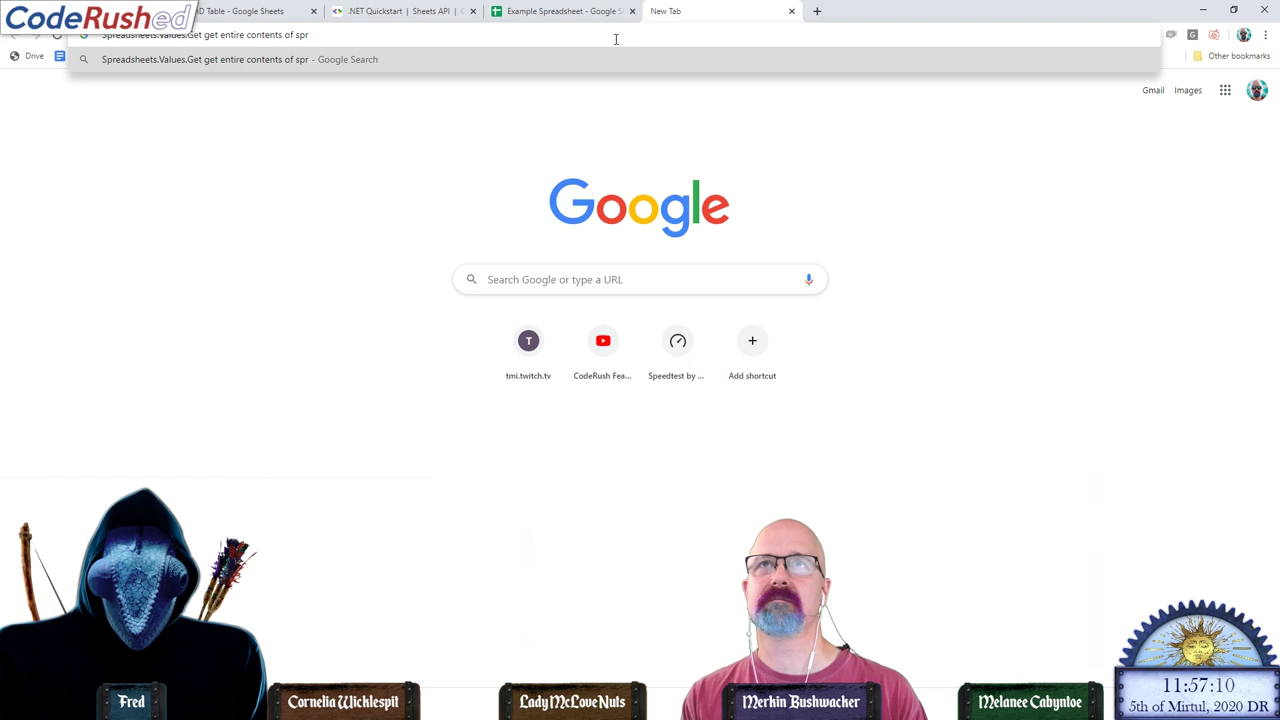 CodeRushed
D Table - Google Sheets
.NET Quickstart | Sheets API |
Example Spreadsheet - Google S
New Tab
Spreadsheets.Values.Get get entire contents of spr
Drive
Other bookmarks
Spreadsheets.Values.Get get entire contents of spr - Google Search
Gmail
Images
Google
Search Google or type a URL
T
tmi.twitch.tv
CodeRush Fea...
Speedtest by ...
Add shortcut
Fred
Cornelia Wicklespit
Lady McLoveNuts
Merkin Bushwacker
Melanee Cabyntoe
11:57:10
5th of Mirtul, 2020 DR